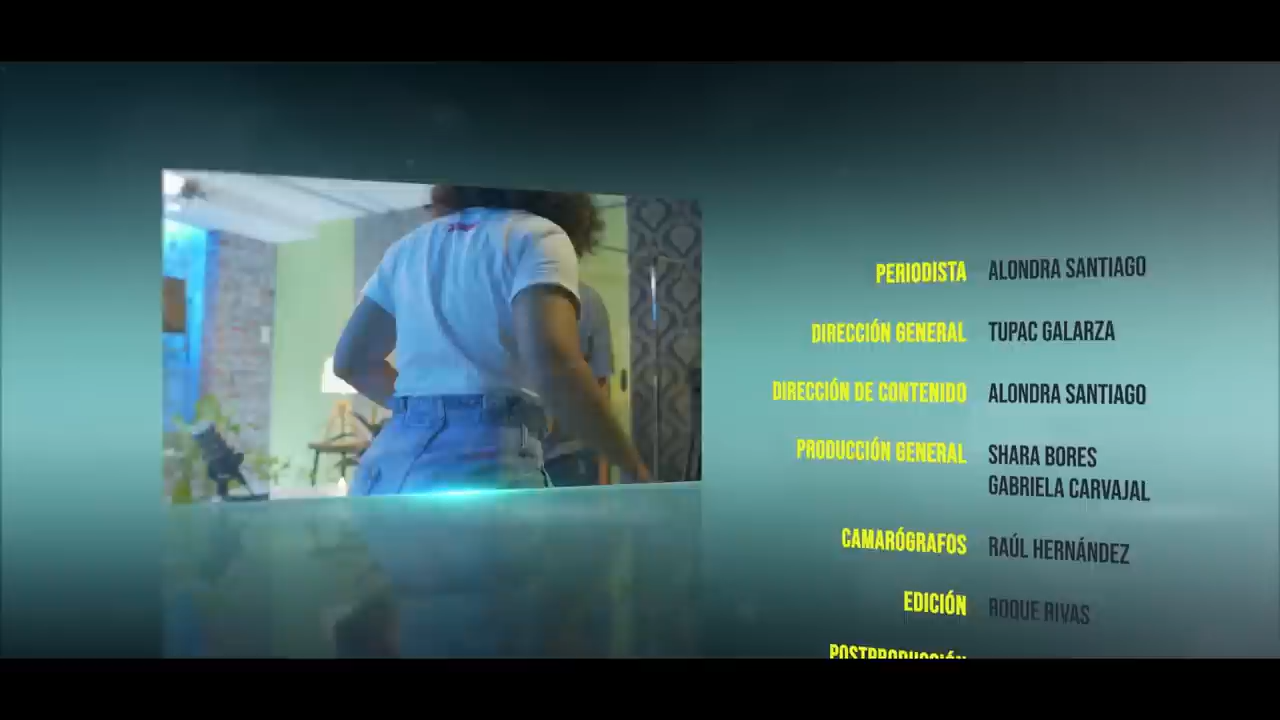 PERIODISTA ALONDRA SANTIAGO
DIRECCIÓN GENERAL TUPAC GALARZA
DIRECCIÓN DE CONTENIDO ALONDRA SANTIAGO
PRODUCCIÓN GENERAL SHARA BORES
GABRIELA CARVAJAL
CAMARÓGRAFOS RAÚL HERNÁNDEZ
EDICIÓN ROQUE RIVAS
POSTPRODUCCIÓN